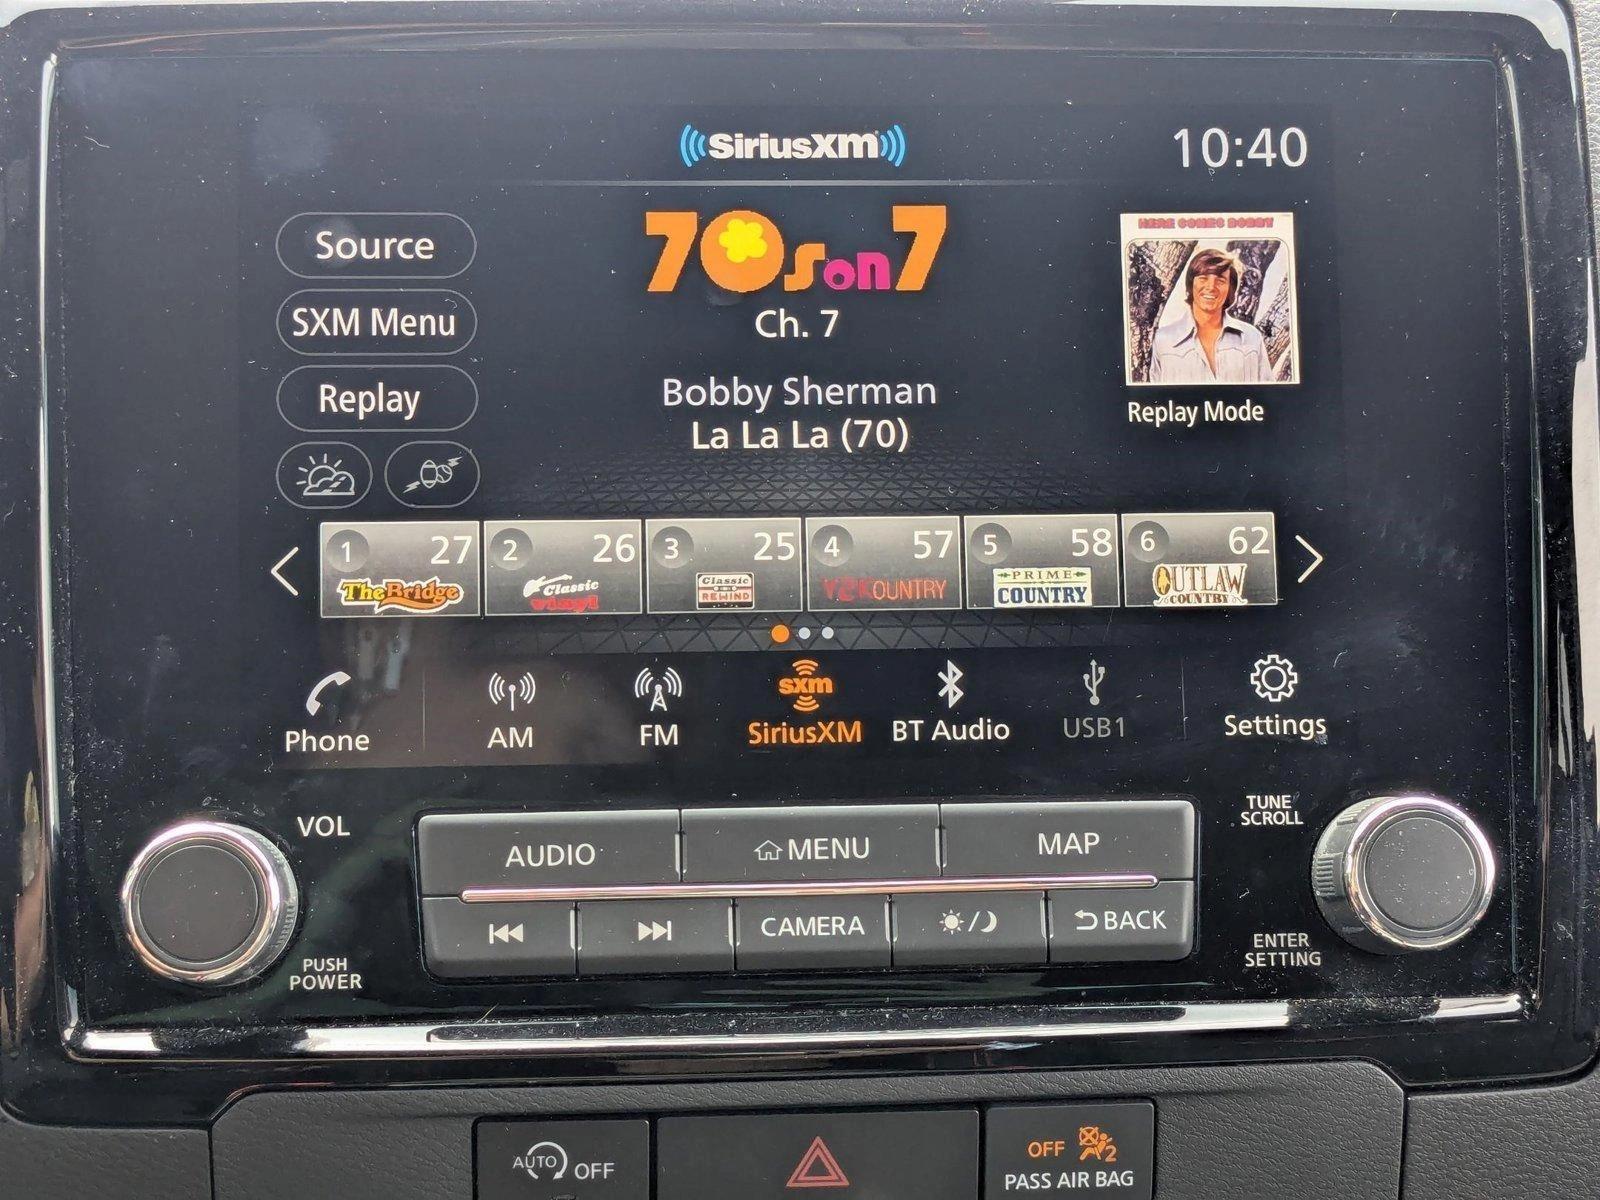 SiriusXM
10:40
Source
SXM Menu
Replay
70s on 7
Ch. 7
Bobby Sherman
La La La (70)
HERE COMES BOBBY
Replay Mode
1 27
The Bridge
2 26
Classic
vinyl
3 25
Classic
REWIND
4 57
Y2KOUNTRY
5 58
PRIME
COUNTRY
6 62
OUTLAW
COUNTRY
Phone
AM
FM
sxm
SiriusXM
BT Audio
USB1
Settings
VOL
PUSH
POWER
AUDIO
MENU
MAP
CAMERA
BACK
TUNE
SCROLL
ENTER
SETTING
AUTO OFF
OFF 2
PASS AIR BAG